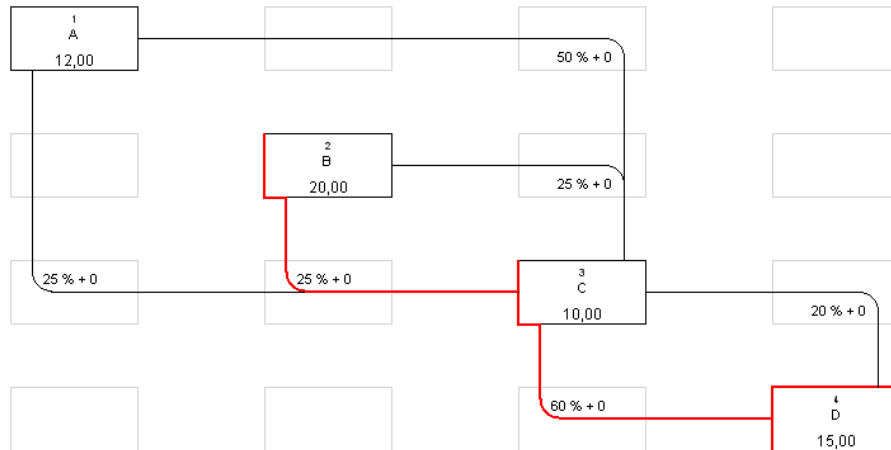 1
A
12,00
50 % + 0
2
B
20,00
25 % + 0
25 % + 0
25 % + 0
3
C
10,00
20 % + 0
60 % + 0
4
D
15,00